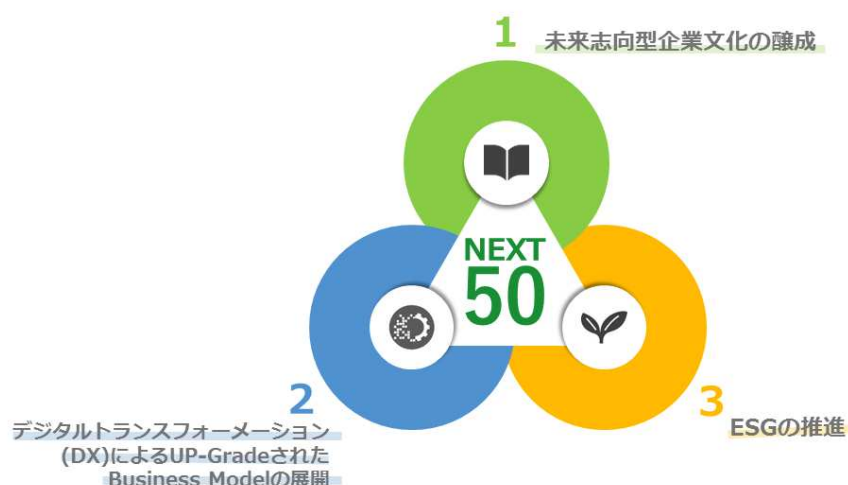 1
未来志向型企業文化の醸成
NEXT
50
2
デジタルトランスフォーメーション
(DX)によるUP-Gradeされた
Business Modelの展開
3
ESGの推進